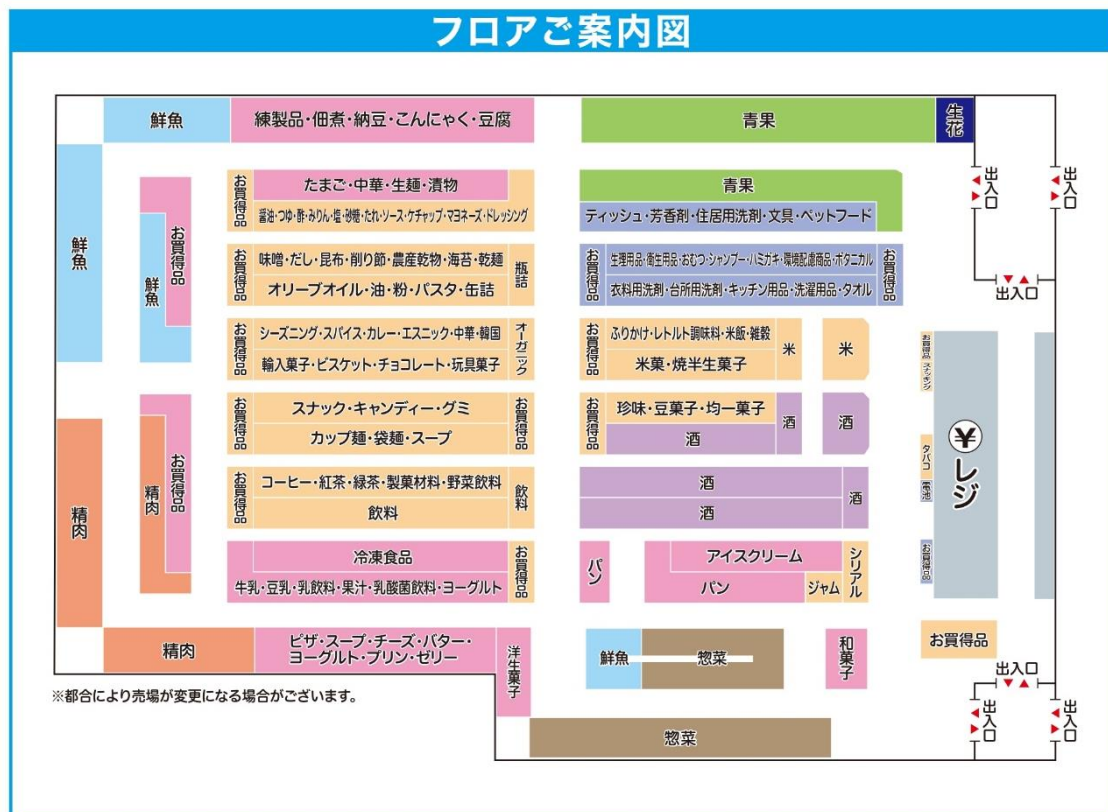 フロアご案内図
鮮魚
練製品・佃煮・納豆・こんにゃく・豆腐
青果
生花
出入口
出入口
鮮魚
お買得品
鮮魚
お買得品
たまご・中華・生麺・漬物
醤油・つゆ・酢・みりん・塩・砂糖・たれ・ソース・ケチャップ・マヨネーズ・ドレッシング
青果
ティッシュ・芳香剤・住居用洗剤・文具・ペットフード
お買得品
味噌・だし・昆布・削り節・農産乾物・海苔・乾麺
オリーブオイル・油・粉・パスタ・缶詰
瓶詰
お買得品
生理用品・衛生用品・おむつ・シャンプー・ハミガキ・環境配慮商品・ボタニカル
衣料用洗剤・台所用洗剤・キッチン用品・洗濯用品・タオル
お買得品
出入口
お買得品
シーズニング・スパイス・カレー・エスニック・中華・韓国
輸入菓子・ビスケット・チョコレート・玩具菓子
オーガニック
お買得品
ふりかけ・レトルト調味料・米飯・雑穀
米菓・焼半生菓子
米
米
お買得品 スナッキング
精肉
精肉
お買得品
お買得品
スナック・キャンディー・グミ
カップ麺・袋麺・スープ
お買得品
お買得品
珍味・豆菓子・均一菓子
酒
酒
酒
¥レジ
タバコ
電池
お買得品
コーヒー・紅茶・緑茶・製菓材料・野菜飲料
飲料
飲料
酒
酒
酒
冷凍食品
牛乳・豆乳・乳飲料・果汁・乳酸菌飲料・ヨーグルト
お買得品
パン
アイスクリーム
パン
ジャム
シリアル
お買得品
精肉
ピザ・スープ・チーズ・バター・
ヨーグルト・プリン・ゼリー
洋生菓子
鮮魚
惣菜
和菓子
お買得品
出入口
出入口
出入口
惣菜
※都合により売場が変更になる場合がございます。